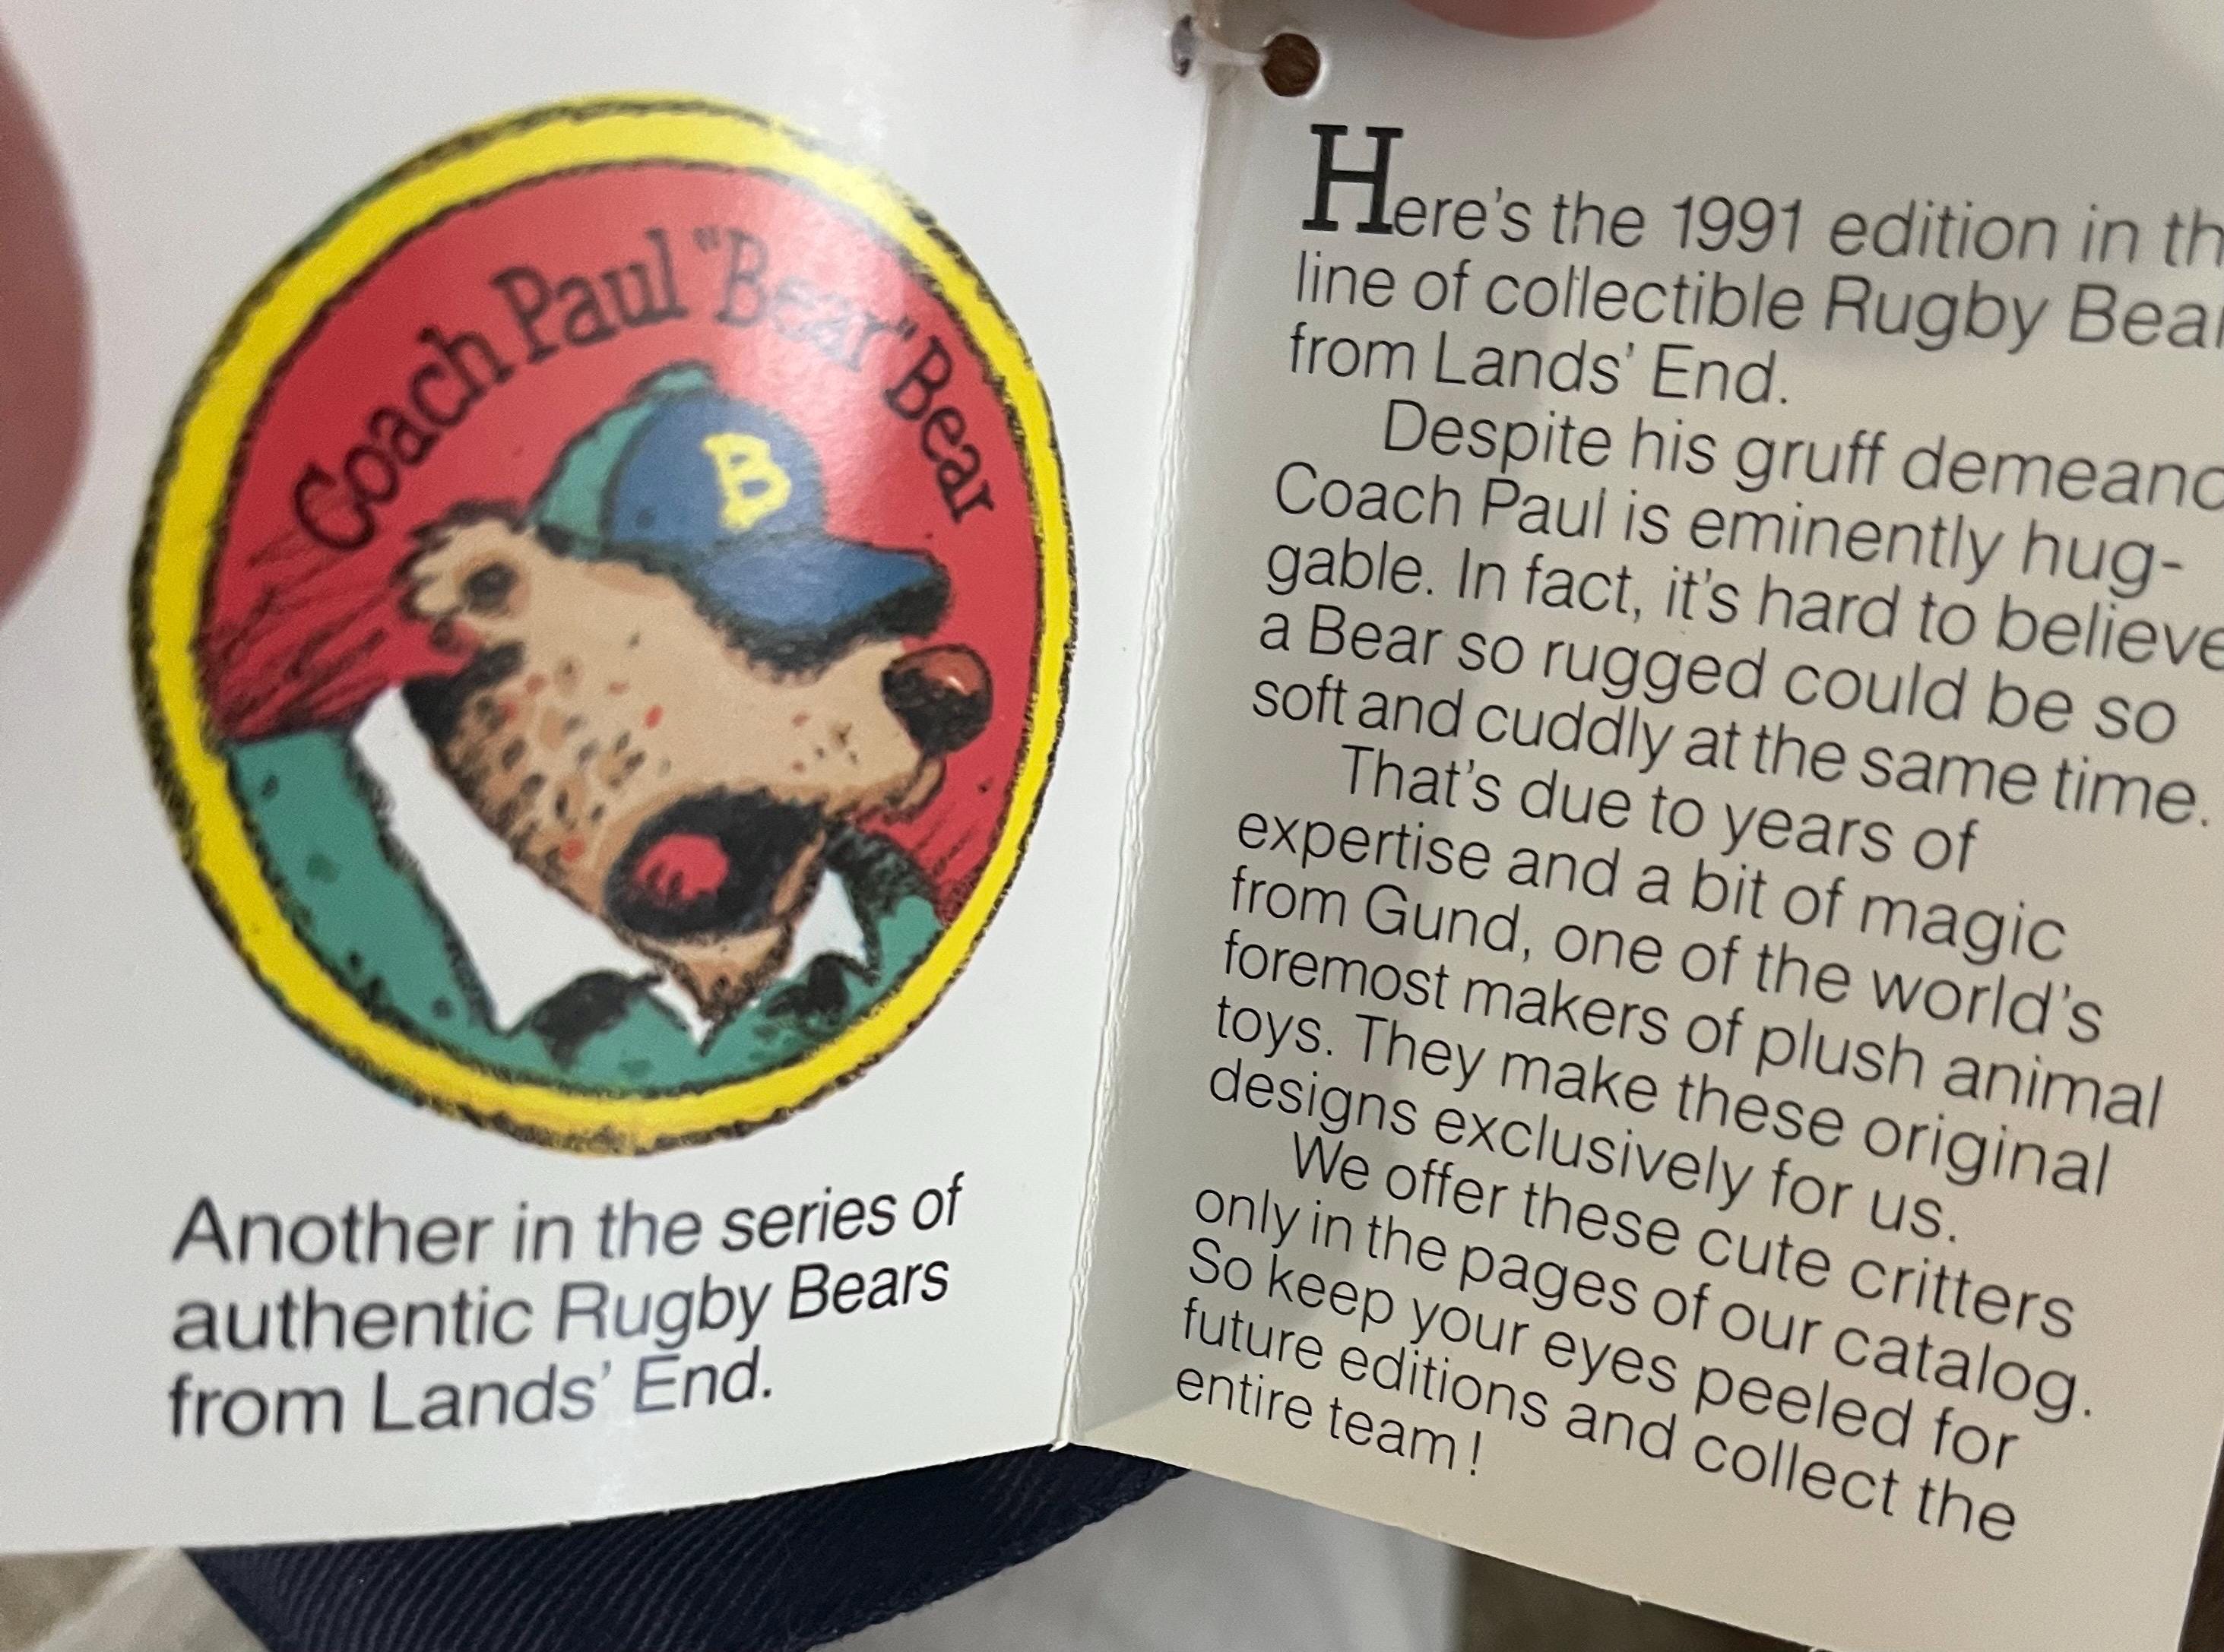 Coach Paul "Bear" Bear
B
Another in the series of
authentic Rugby Bears
from Lands' End.
Here's the 1991 edition in th
line of collectible Rugby Bear
from Lands' End.
Despite his gruff demeano
Coach Paul is eminently hug-
gable. In fact, it's hard to believe
a Bear so rugged could be so
soft and cuddly at the same time.
That's due to years of
expertise and a bit of magic
from Gund, one of the world's
foremost makers of plush animal
toys. They make these original
designs exclusively for us.
We offer these cute critters
only in the pages of our catalog.
So keep your eyes peeled for
future editions and collect the
entire team!